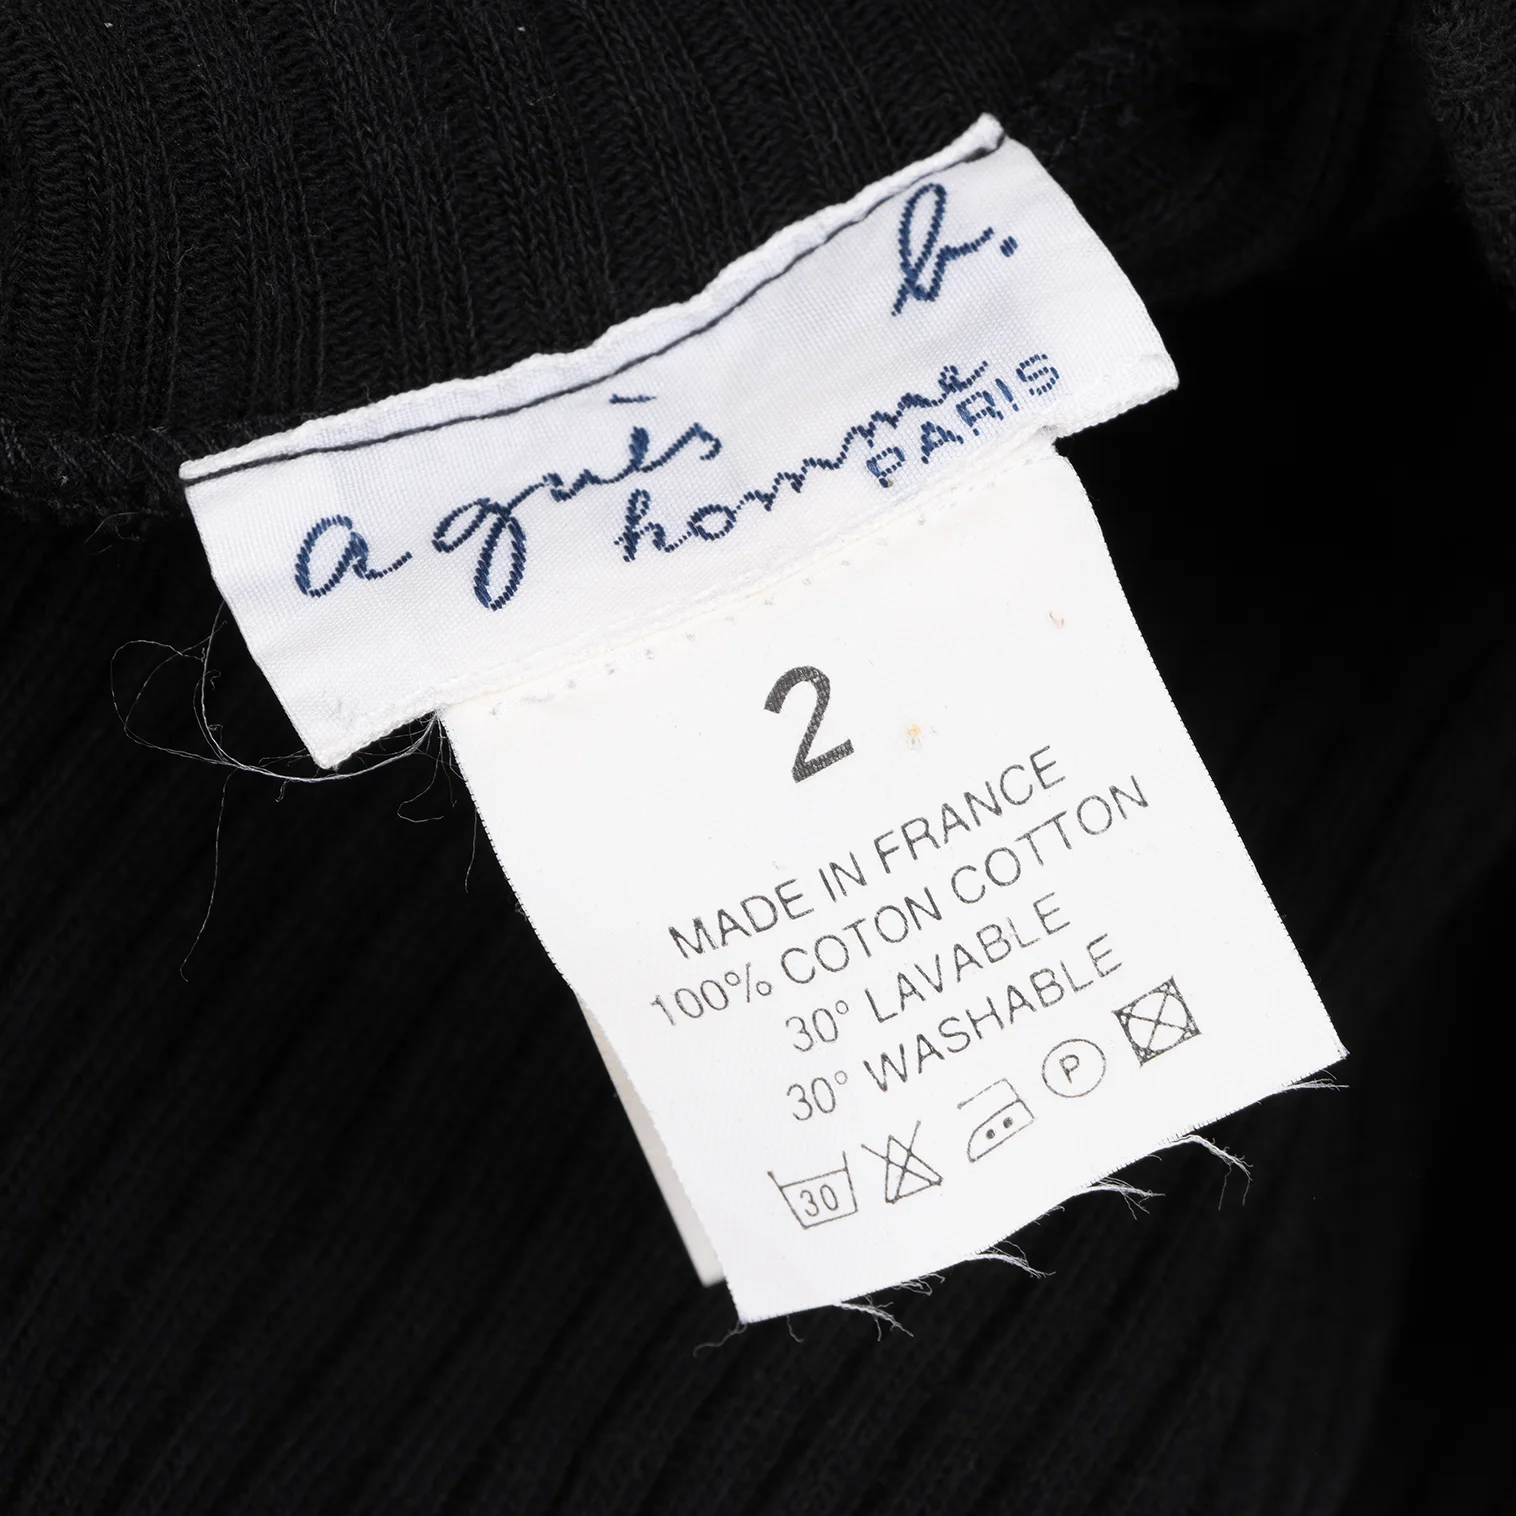 agnès b.
homme
PARIS
2
MADE IN FRANCE
100% COTON COTTON
30° LAVABLE
30° WASHABLE
30 P